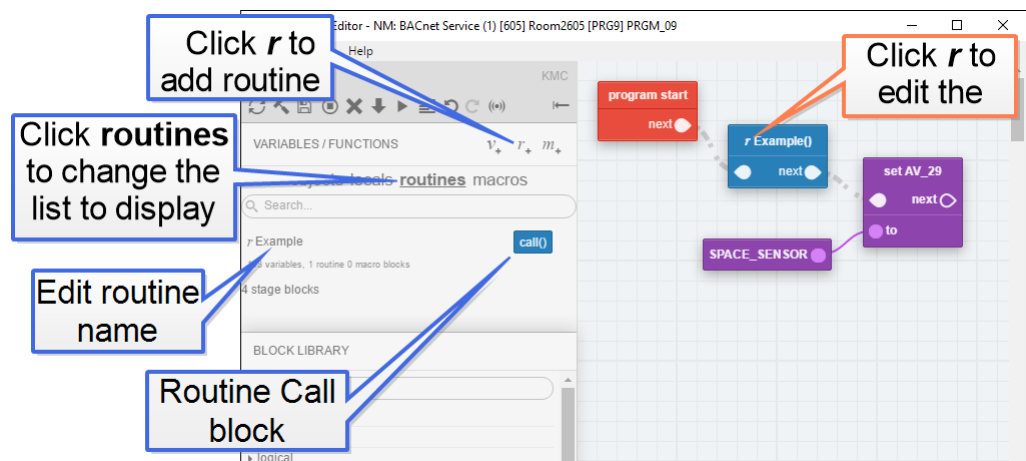 Editor - NM: BACnet Service (1) [605] Room2605 [PRG9] PRGM_09
Help
Click r to
add routine
KMC
Click r to
edit the
program start
next
Click routines
to change the
list to display
VARIABLES / FUNCTIONS
v+ r+ m+
objects locals routines macros
Search...
r Example()
next
set AV_29
next
to
SPACE_SENSOR
r Example
call()
variables, 1 routine 0 macro blocks
4 stage blocks
Edit routine
name
BLOCK LIBRARY
Routine Call
block
logical